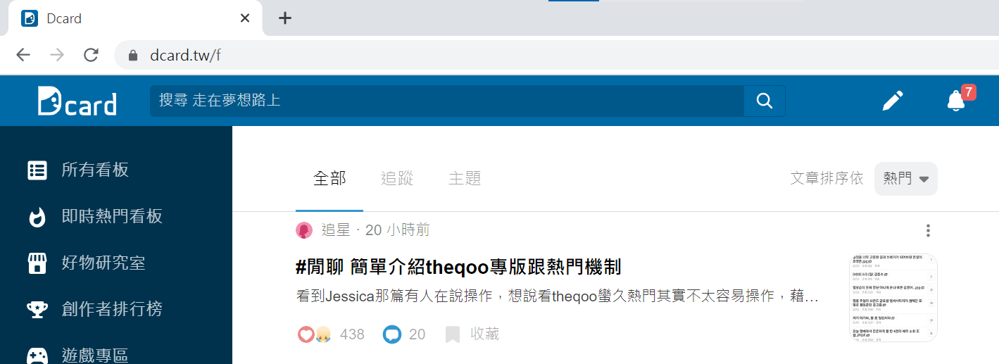 Dcard
dcard.tw/f
Dcard
搜尋 走在夢想路上
7
所有看板
即時熱門看板
好物研究室
創作者排行榜
遊戲專區
全部 追蹤 主題
文章排序依 熱門
追星・20 小時前
#閒聊 簡單介紹theqoo專版跟熱門機制
看到Jessica那篇有人在說操作，想說看theqoo蠻久熱門其實不太容易操作，藉…
438 20 收藏